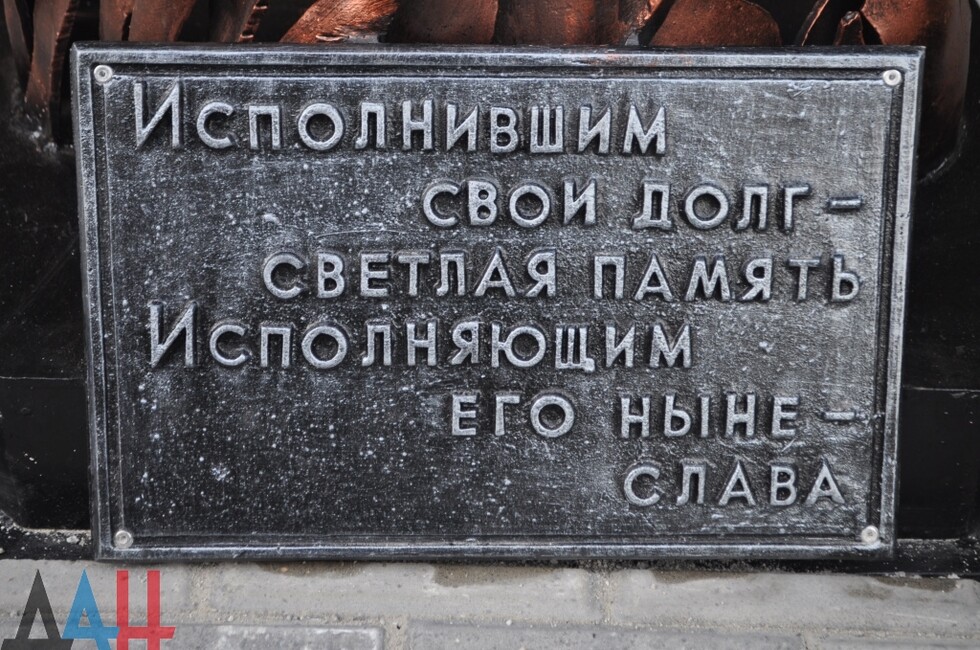 Исполнившим
свои долг –
светлая память
Исполняющим
его ныне –
слава
ДАН